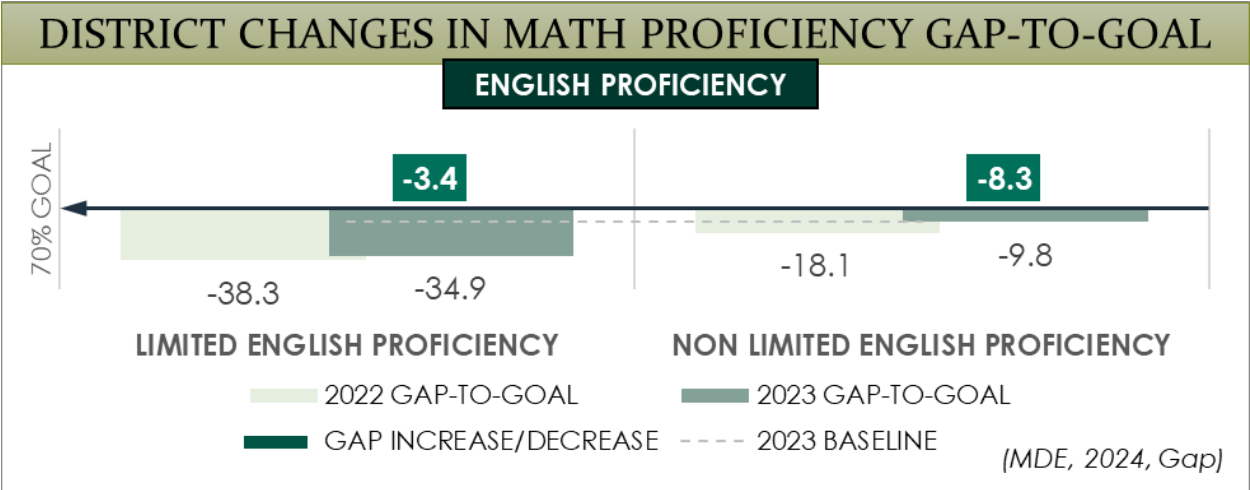 DISTRICT CHANGES IN MATH PROFICIENCY GAP-TO-GOAL
ENGLISH PROFICIENCY
70% GOAL
-3.4
-8.3
-38.3
-34.9
-18.1
-9.8
LIMITED ENGLISH PROFICIENCY
NON LIMITED ENGLISH PROFICIENCY
2022 GAP-TO-GOAL
2023 GAP-TO-GOAL
GAP INCREASE/DECREASE
2023 BASELINE
(MDE, 2024, Gap)